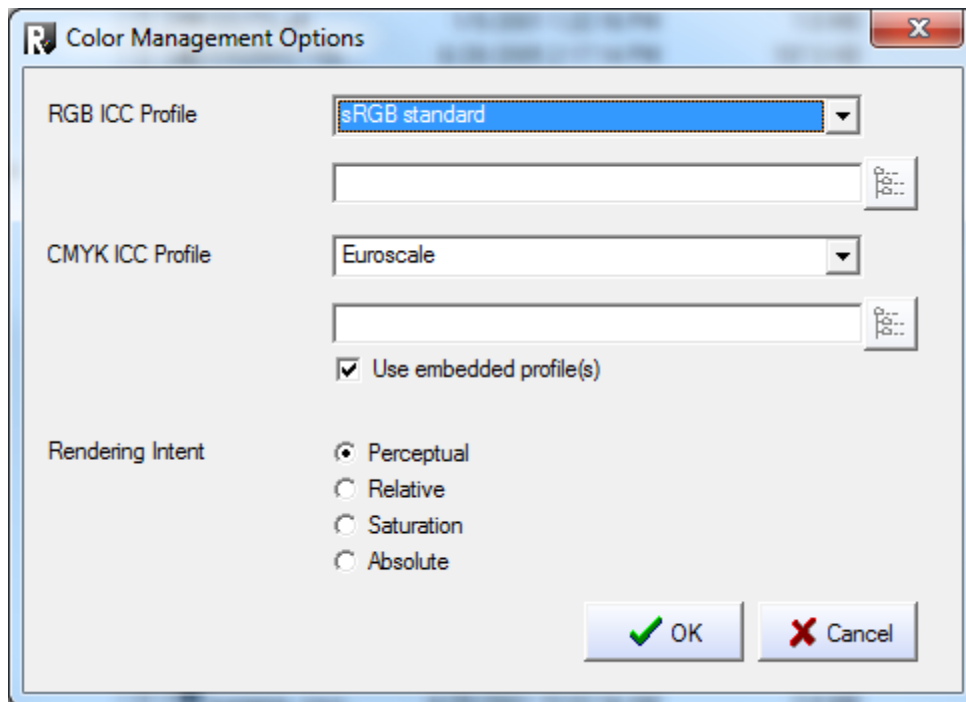 Color Management Options
RGB ICC Profile
sRGB standard
CMYK ICC Profile
Euroscale
Use embedded profile(s)
Rendering Intent
Perceptual
Relative
Saturation
Absolute
OK
Cancel